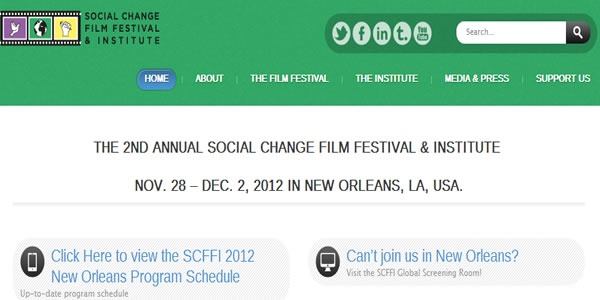 SOCIAL CHANGE
FILM FESTIVAL
& INSTITUTE
in
t.
You
Tube
Search...
HOME
ABOUT
THE FILM FESTIVAL
THE INSTITUTE
MEDIA & PRESS
SUPPORT US
THE 2ND ANNUAL SOCIAL CHANGE FILM FESTIVAL & INSTITUTE
NOV. 28 – DEC. 2, 2012 IN NEW ORLEANS, LA, USA.
Click Here to view the SCFFI 2012
New Orleans Program Schedule
Up-to-date program schedule
Can't join us in New Orleans?
Visit the SCFFI Global Screening Room!